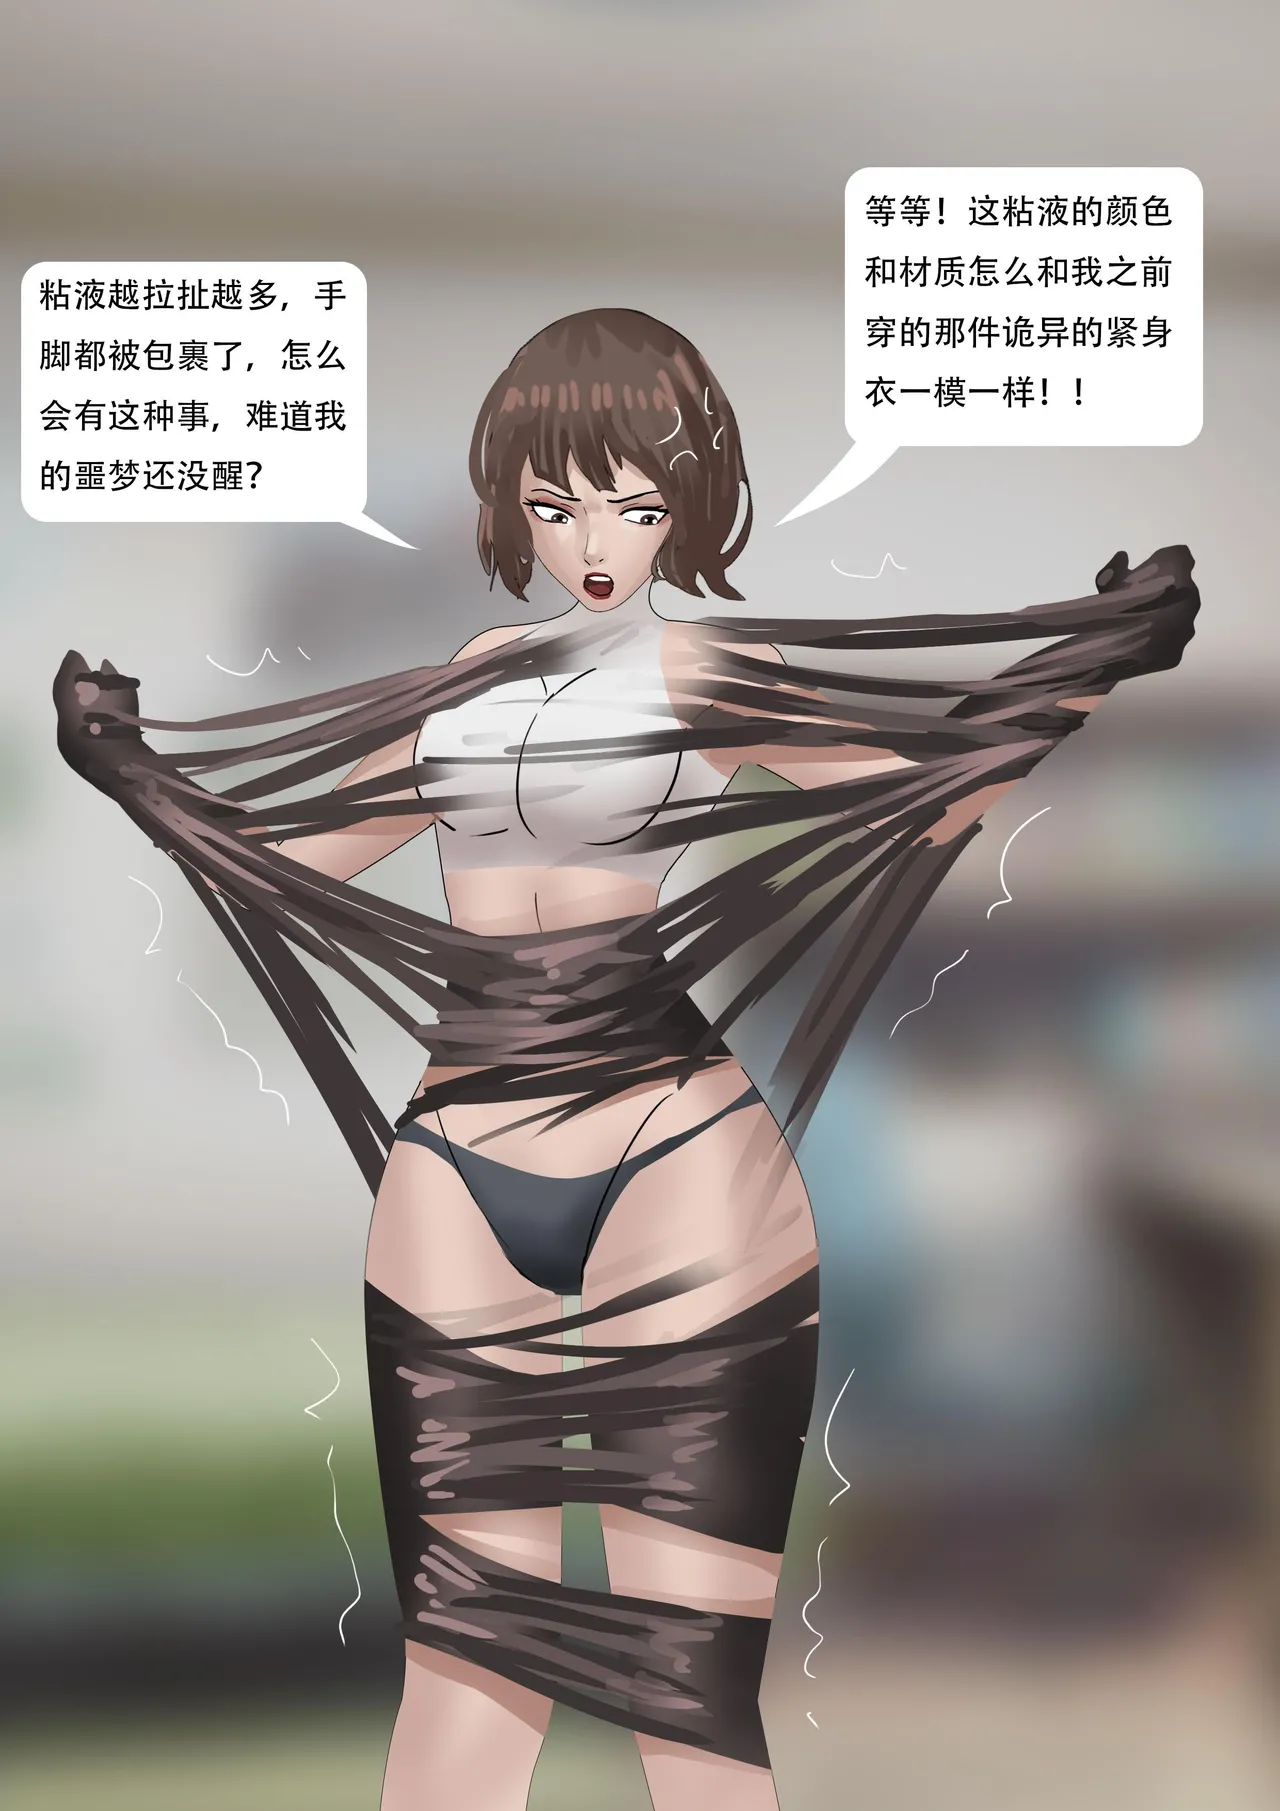 粘液越拉扯越多，手
脚都被包裹了，怎么
会有这种事，难道我
的噩梦还没醒？
等等！这粘液的颜色
和材质怎么和我之前
穿的那件诡异的紧身
衣一模一样！！